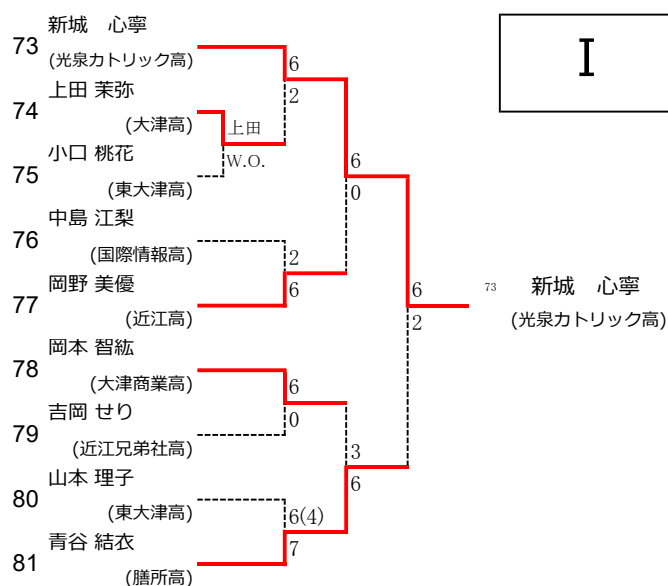 I
新城　心寧
73
(光泉カトリック高)
6
2
上田 茉弥
74
(大津高)
上田
W.O.
小口 桃花
75
(東大津高)
6
0
中島 江梨
76
(国際情報高)
2
6
岡野 美優
77
(近江高)
6
2
73 新城　心寧
(光泉カトリック高)
岡本 智紘
78
(大津商業高)
6
0
吉岡 せり
79
(近江兄弟社高)
3
6
山本 理子
80
(東大津高)
6(4)
7
青谷 結衣
81
(膳所高)